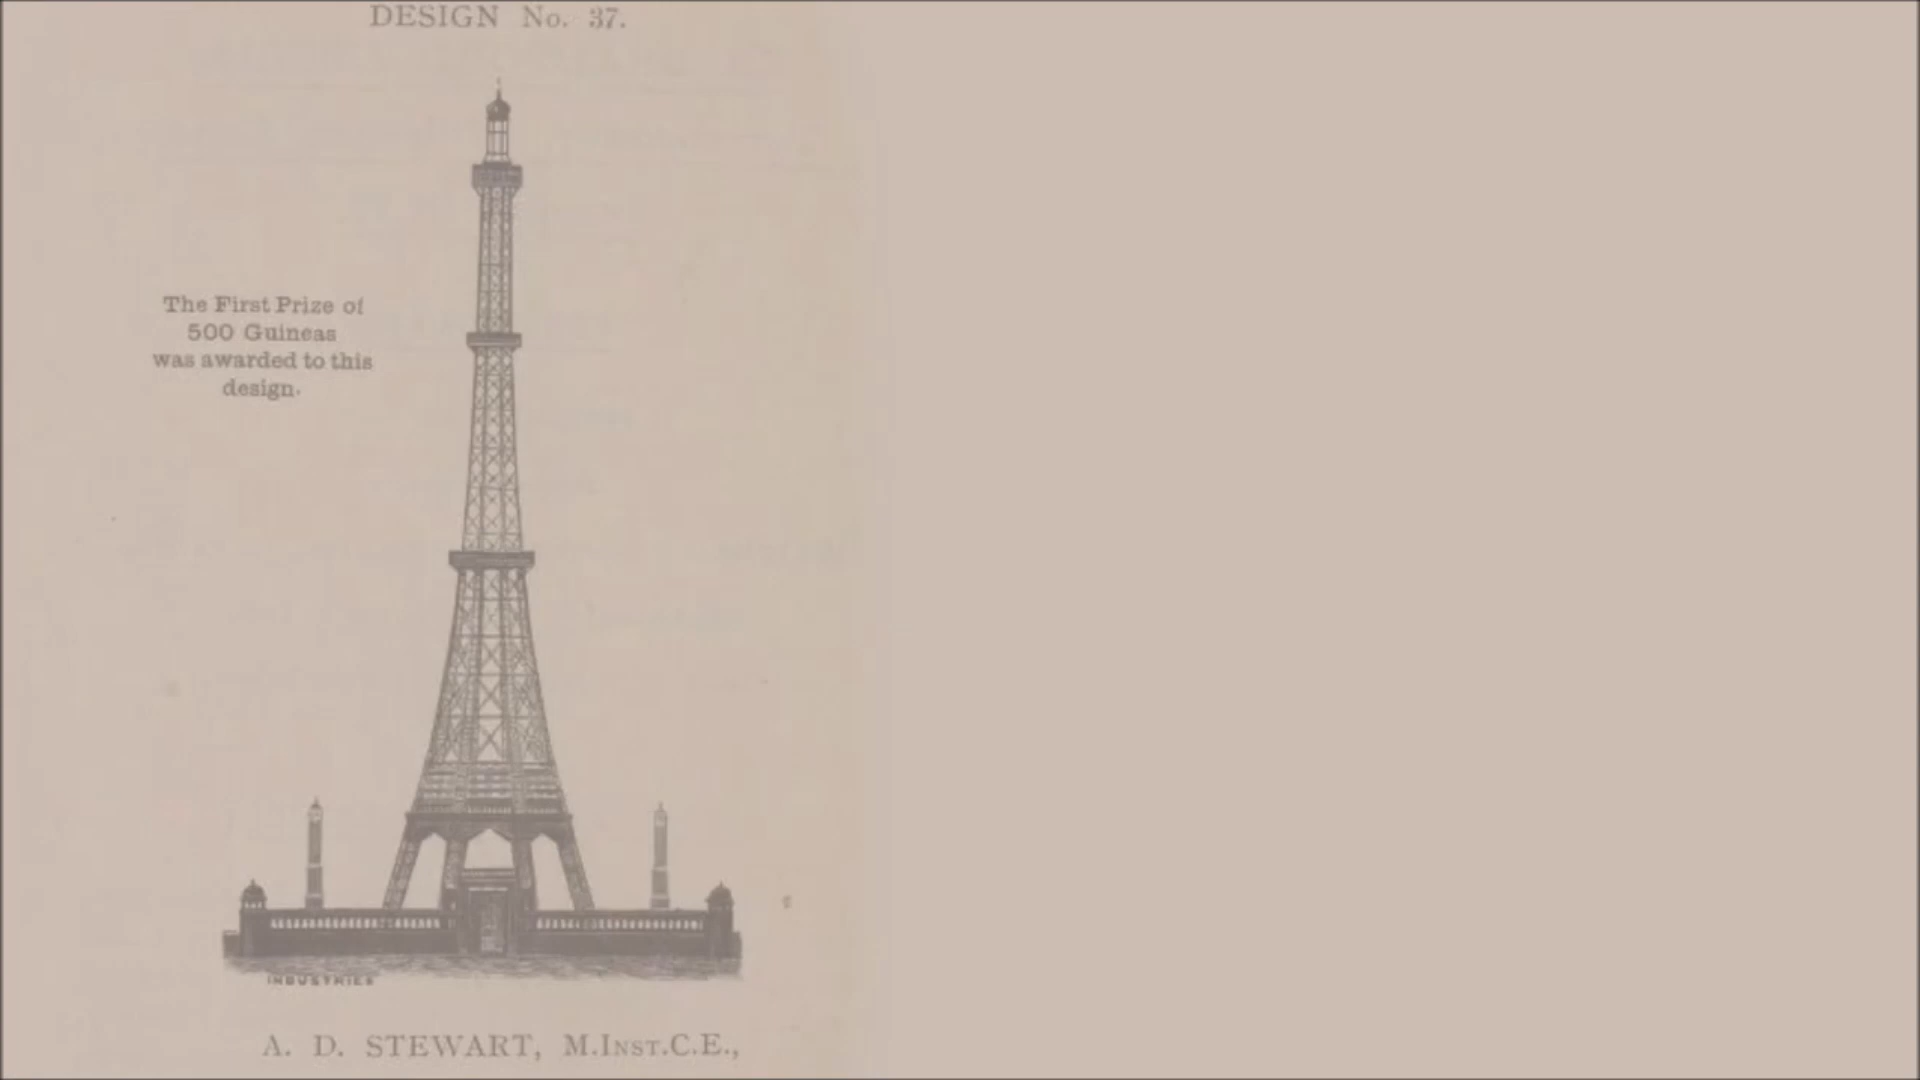 DESIGN No. 37.
The First Prize of
500 Guineas
was awarded to this
design.
INDUSTRIES
A. D. STEWART, M.INST.C.E.,